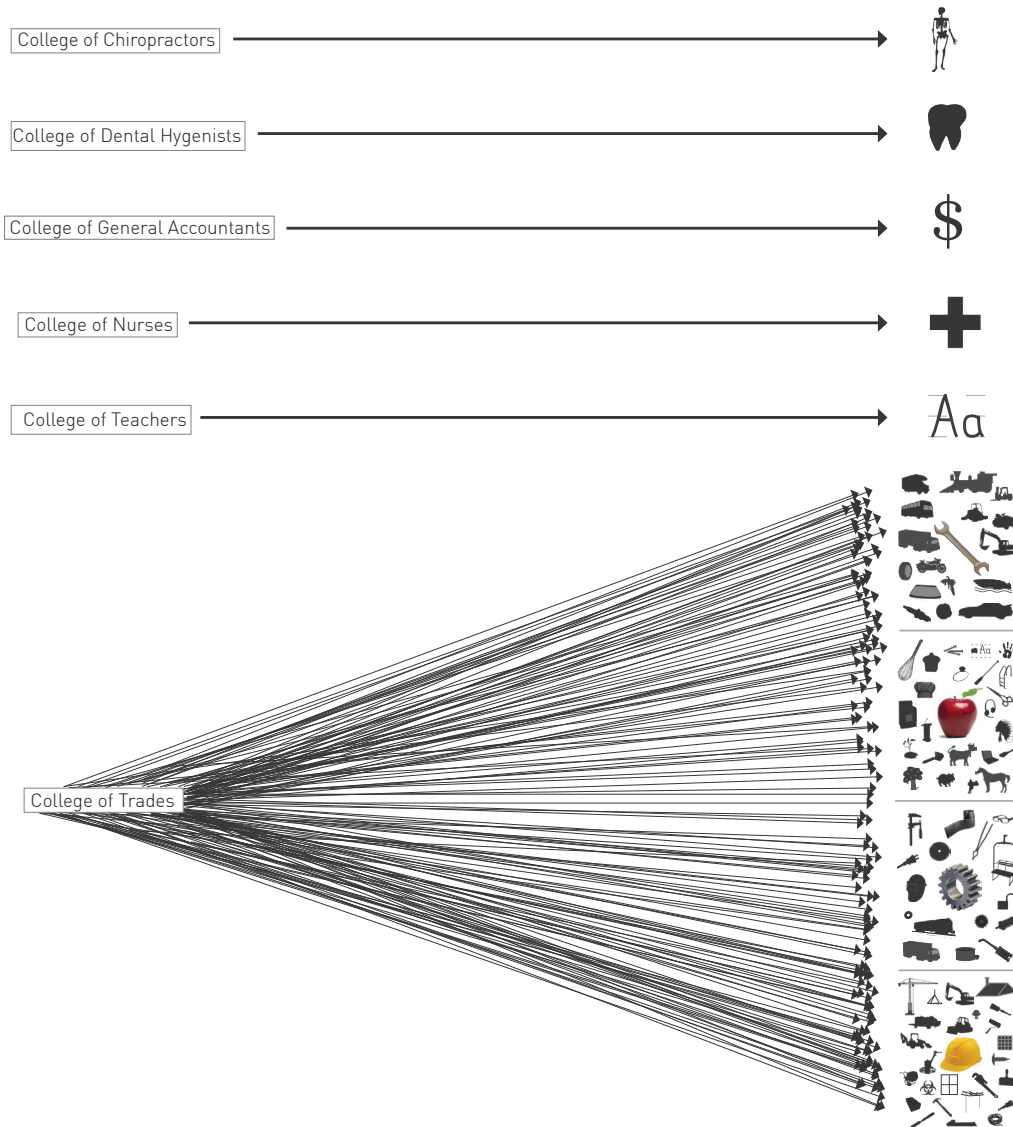 College of Chiropractors
College of Dental Hygenists
College of General Accountants
$
College of Nurses
College of Teachers
Aa
Aa
College of Trades